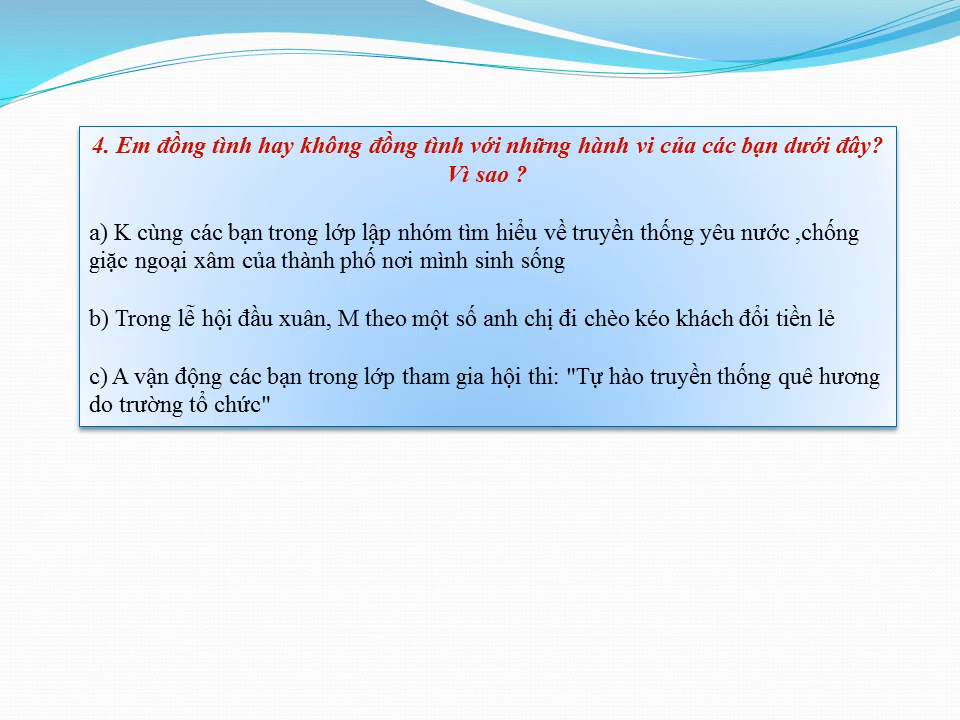 4. Em đồng tình hay không đồng tình với những hành vi của các bạn dưới đây?
Vì sao ?
a) K cùng các bạn trong lớp lập nhóm tìm hiểu về truyền thống yêu nước ,chống
giặc ngoại xâm của thành phố nơi mình sinh sống
b) Trong lễ hội đầu xuân, M theo một số anh chị đi chèo kéo khách đổi tiền lẻ
c) A vận động các bạn trong lớp tham gia hội thi: "Tự hào truyền thống quê hương
do trường tổ chức"